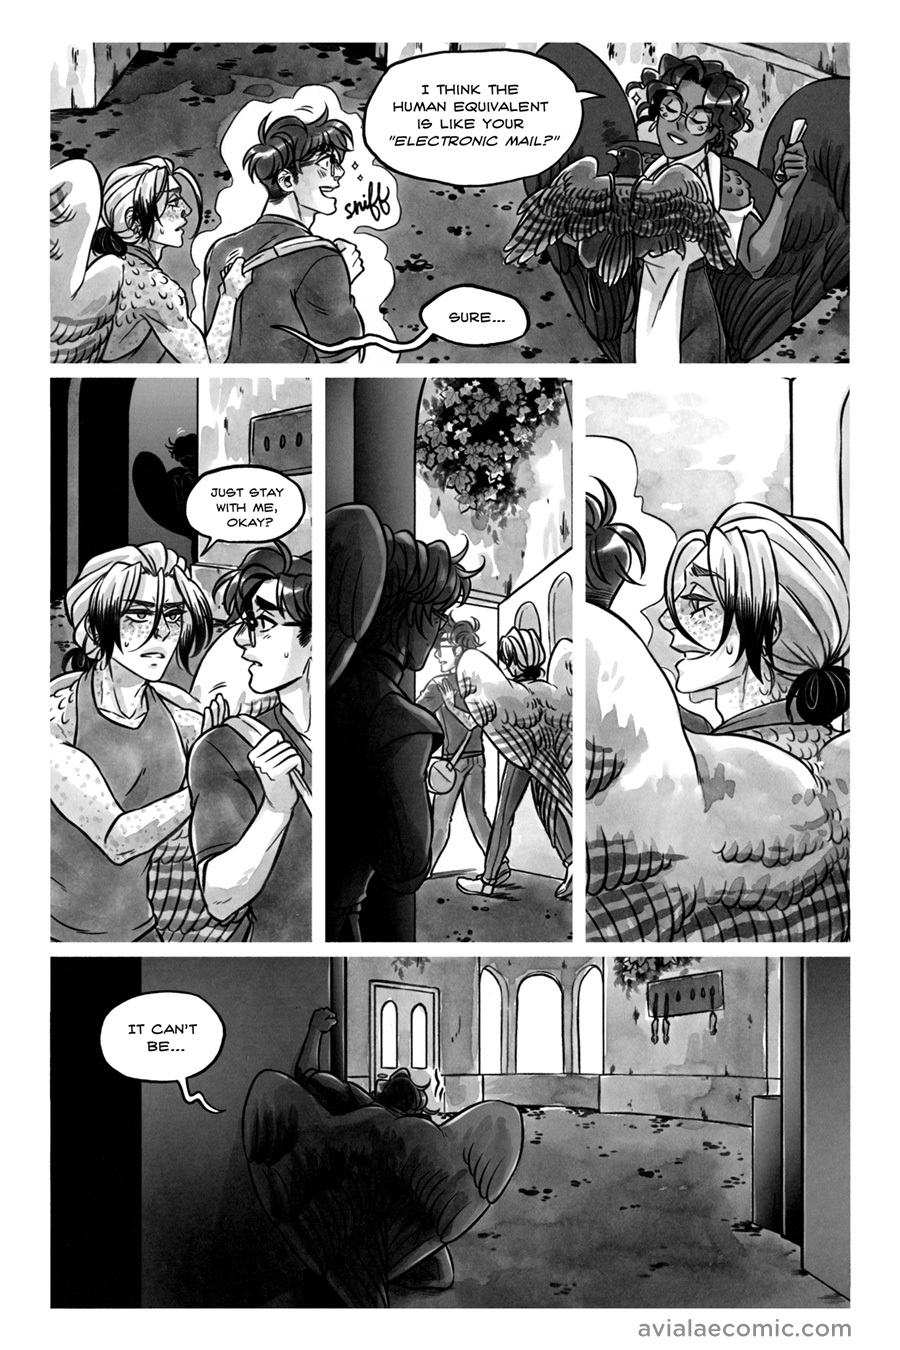 I THINK THE
HUMAN EQUIVALENT
IS LIKE YOUR
"ELECTRONIC MAIL?"
sniff
SURE...
JUST STAY
WITH ME,
OKAY?
IT CAN'T
BE...
avialaecomic.com